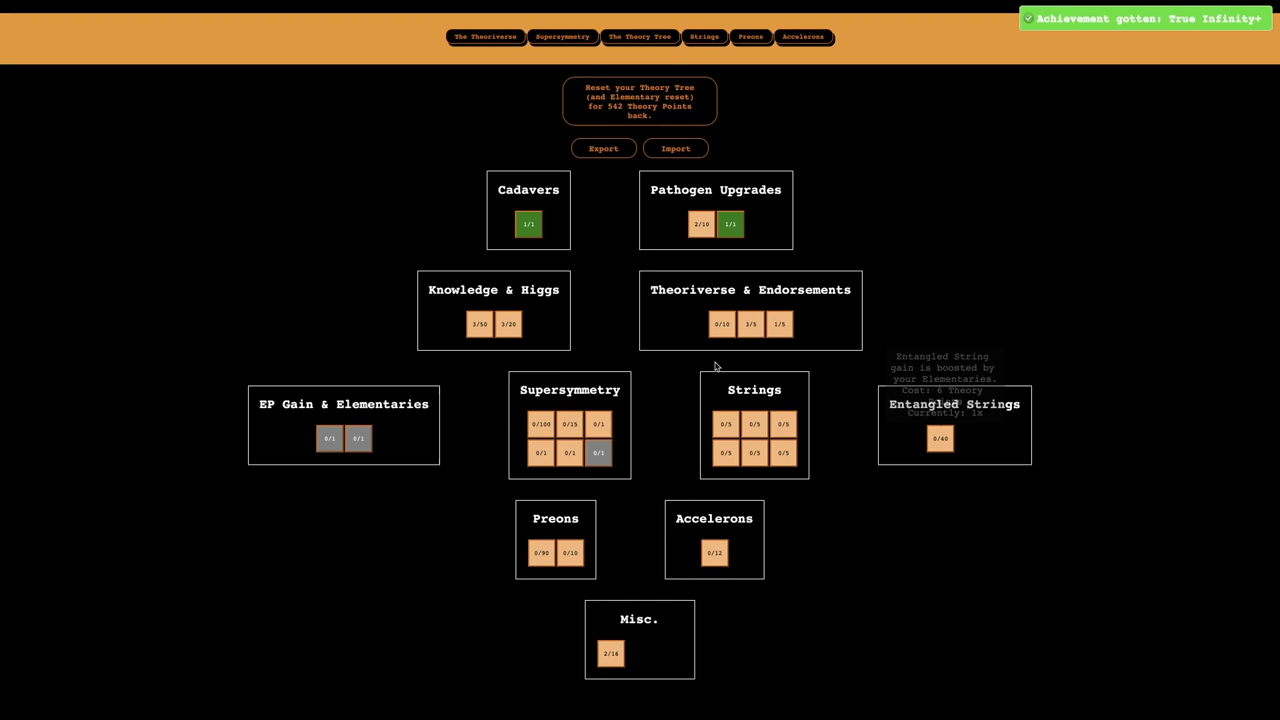 Achievement gotten: True Infinity+
The Theoriverse
Supersymmetry
The Theory Tree
Strings
Preons
Accelerons
Reset your Theory Tree
(and Elementary reset)
for 542 Theory Points
back.
Export
Import
Cadavers
1/1
Pathogen Upgrades
2/10 1/1
Knowledge & Higgs
3/50 3/20
Theoriverse & Endorsements
0/10 3/5 1/5
EP Gain & Elementaries
0/1 0/1
Supersymmetry
0/100 0/15 0/1
0/1 0/1 0/1
Strings
0/5 0/5 0/5
0/5 0/5 0/5
Entangled String
gain is boosted by
your Elementaries.
Cost: 6 Theory
Currently: 1x
Entangled Strings
0/40
Preons
0/90 0/10
Accelerons
0/12
Misc.
2/16